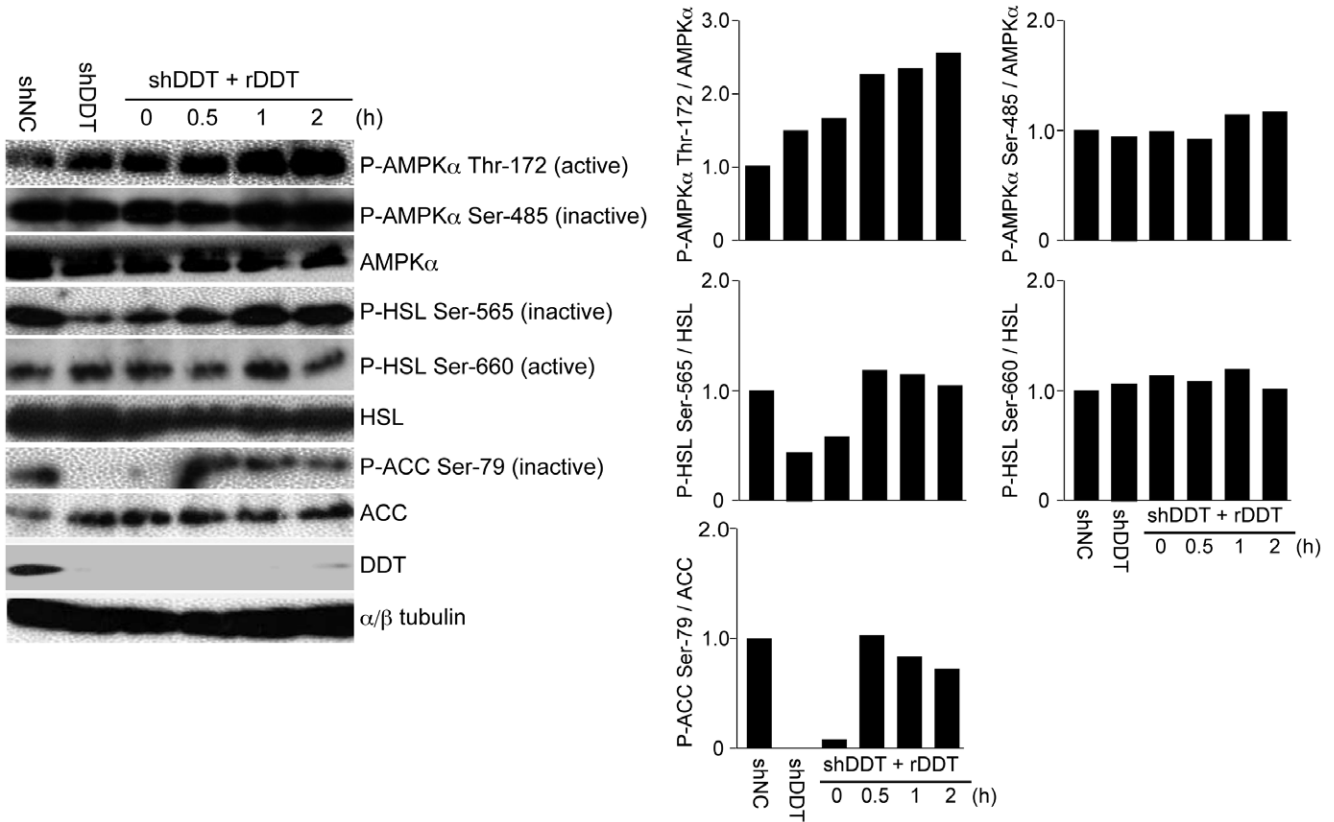 shNC
shDDT
shDDT + rDDT
0 0.5 1 2 (h)
P-AMPKα Thr-172 (active)
P-AMPKα Ser-485 (inactive)
AMPKα
P-HSL Ser-565 (inactive)
P-HSL Ser-660 (active)
HSL
P-ACC Ser-79 (inactive)
ACC
DDT
α/β tubulin
P-AMPKα Thr-172 / AMPKα
3.0
2.0
1.0
0
P-AMPKα Ser-485 / AMPKα
2.0
1.0
0
P-HSL Ser-565 / HSL
2.0
1.0
0
P-HSL Ser-660 / HSL
2.0
1.0
0
shNC
shDDT
shDDT + rDDT
0 0.5 1 2 (h)
P-ACC Ser-79 / ACC
2.0
1.0
0
shNC
shDDT
shDDT + rDDT
0 0.5 1 2 (h)